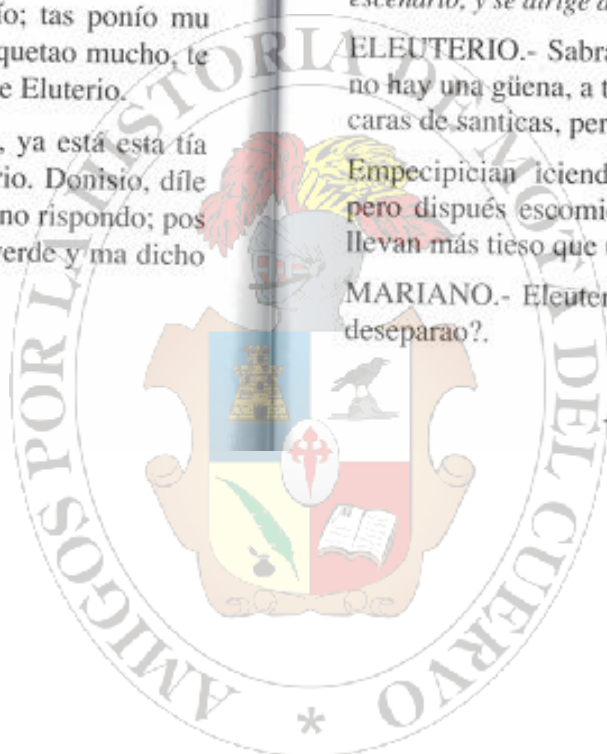 ío; tas ponío mu
quetao mucho, te
e Eluterio.
, ya está esta tía
rio. Donisio, díle
no rispondo; pos
verde y ma dicho
escenario, y se dirige a
ELEUTERIO.- Sabra
no hay una güena, a t
caras de santicas, per
Empecipician iciend
pero dispués escomi
llevan más tieso que
MARIANO.- Eleuter
deseparao?.
AMIGOS POR LA HISTORIA DE MOTA DEL CUERVO
*